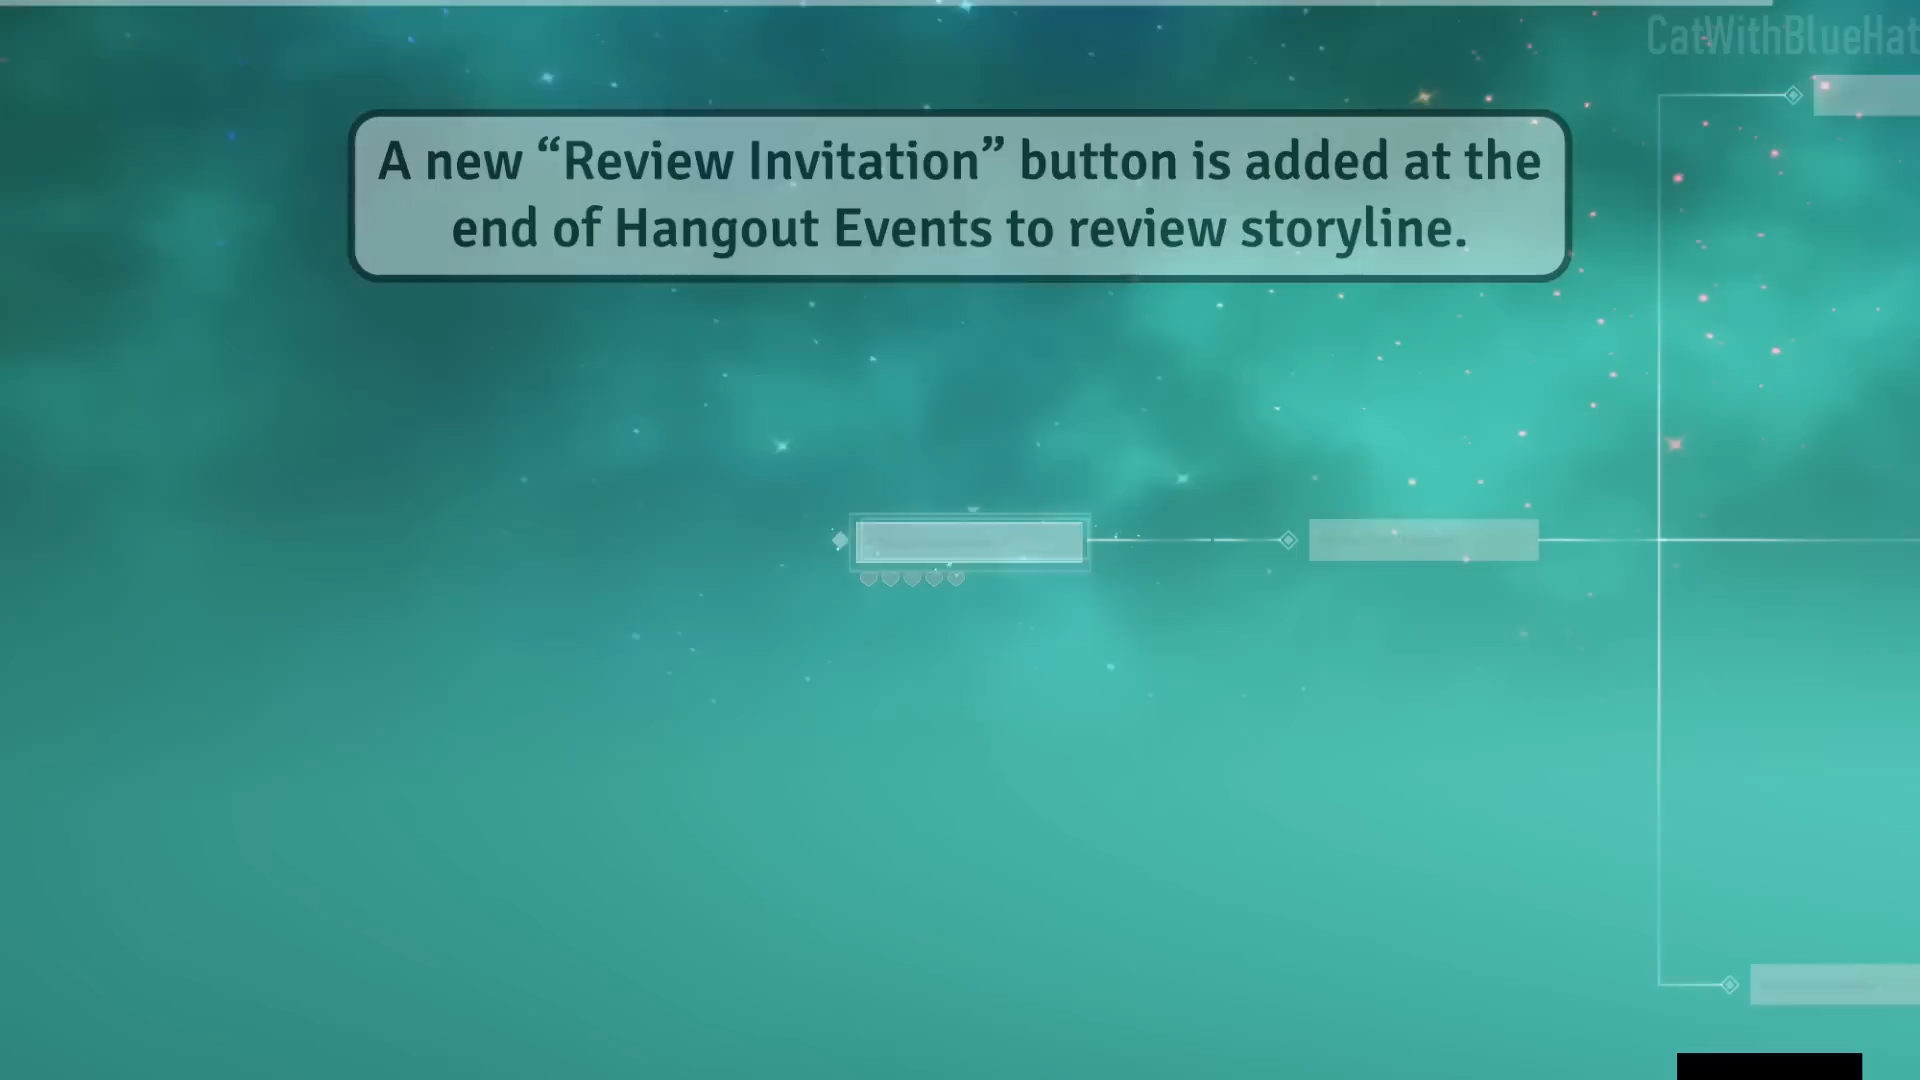 CatWithBlueHat
A new “Review Invitation” button is added at the
end of Hangout Events to review storyline.